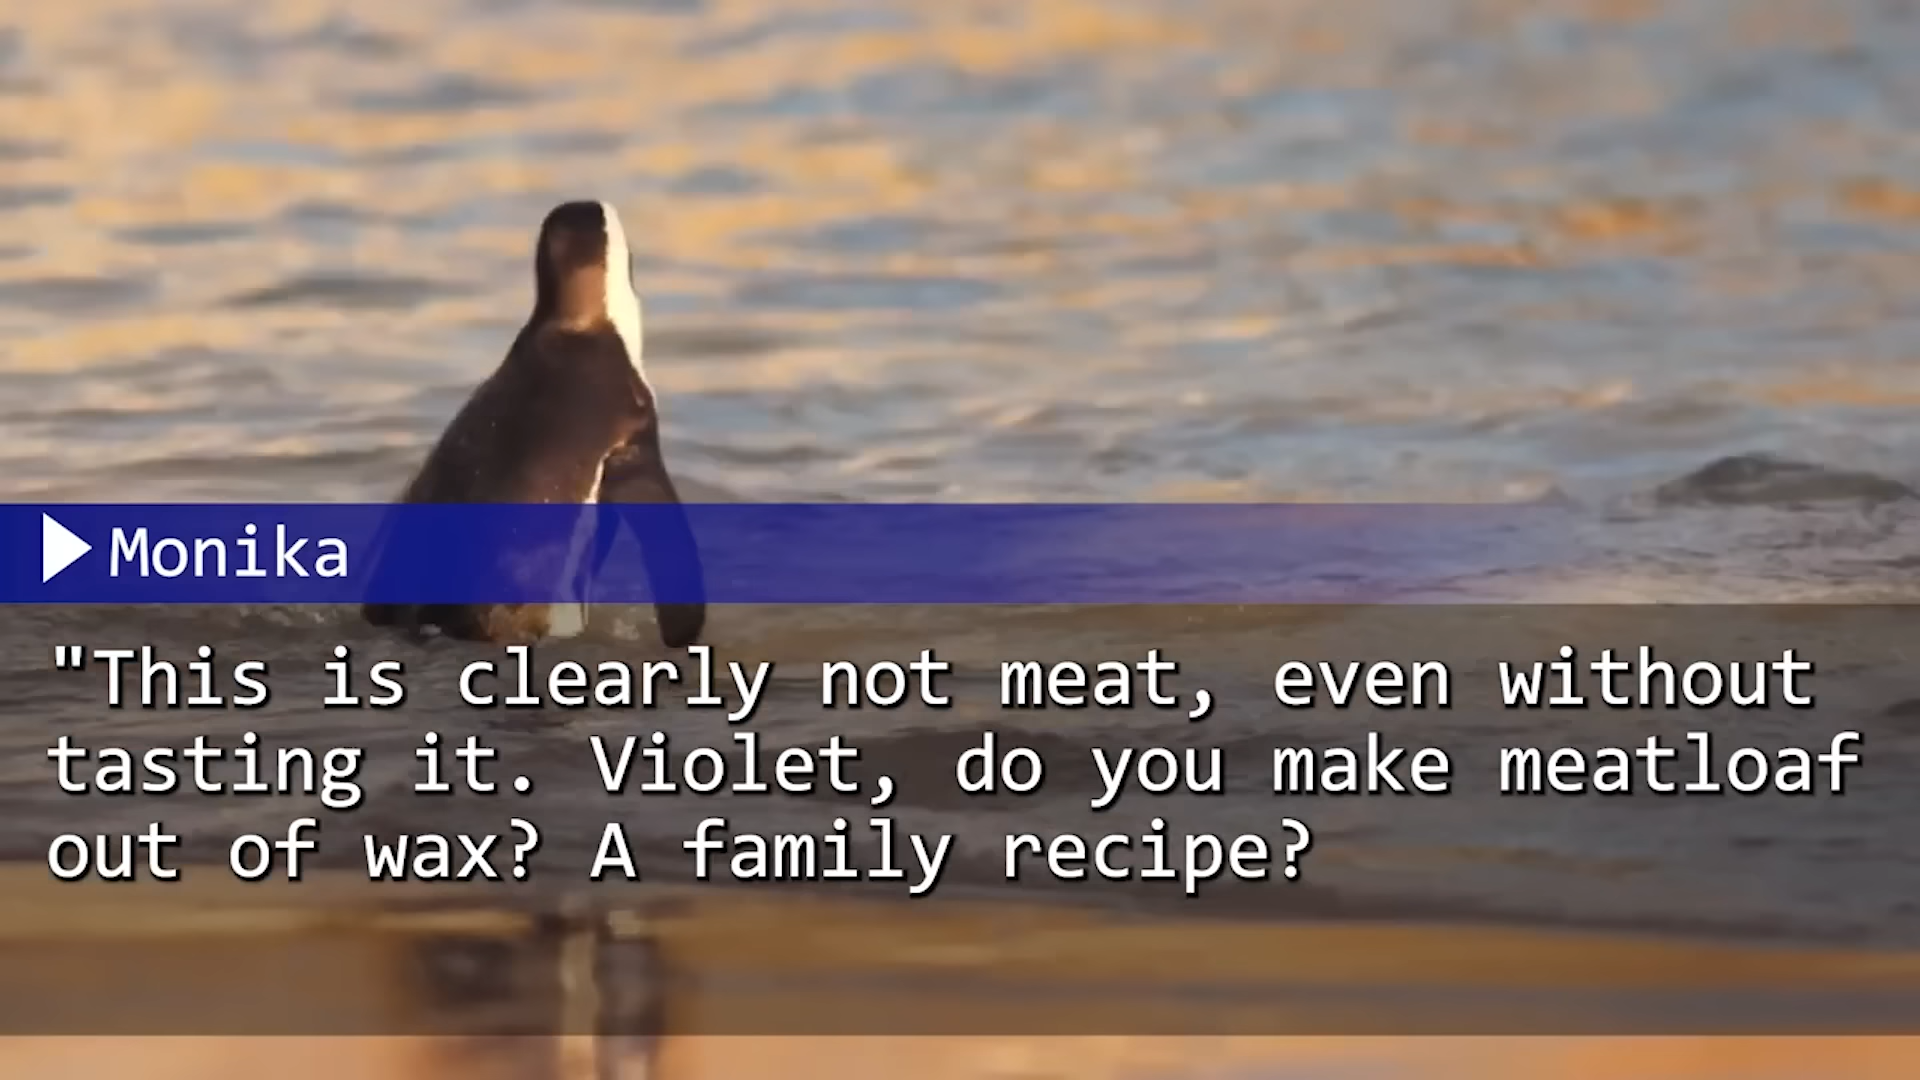 Monika
"This is clearly not meat, even without
tasting it. Violet, do you make meatloaf
out of wax? A family recipe?